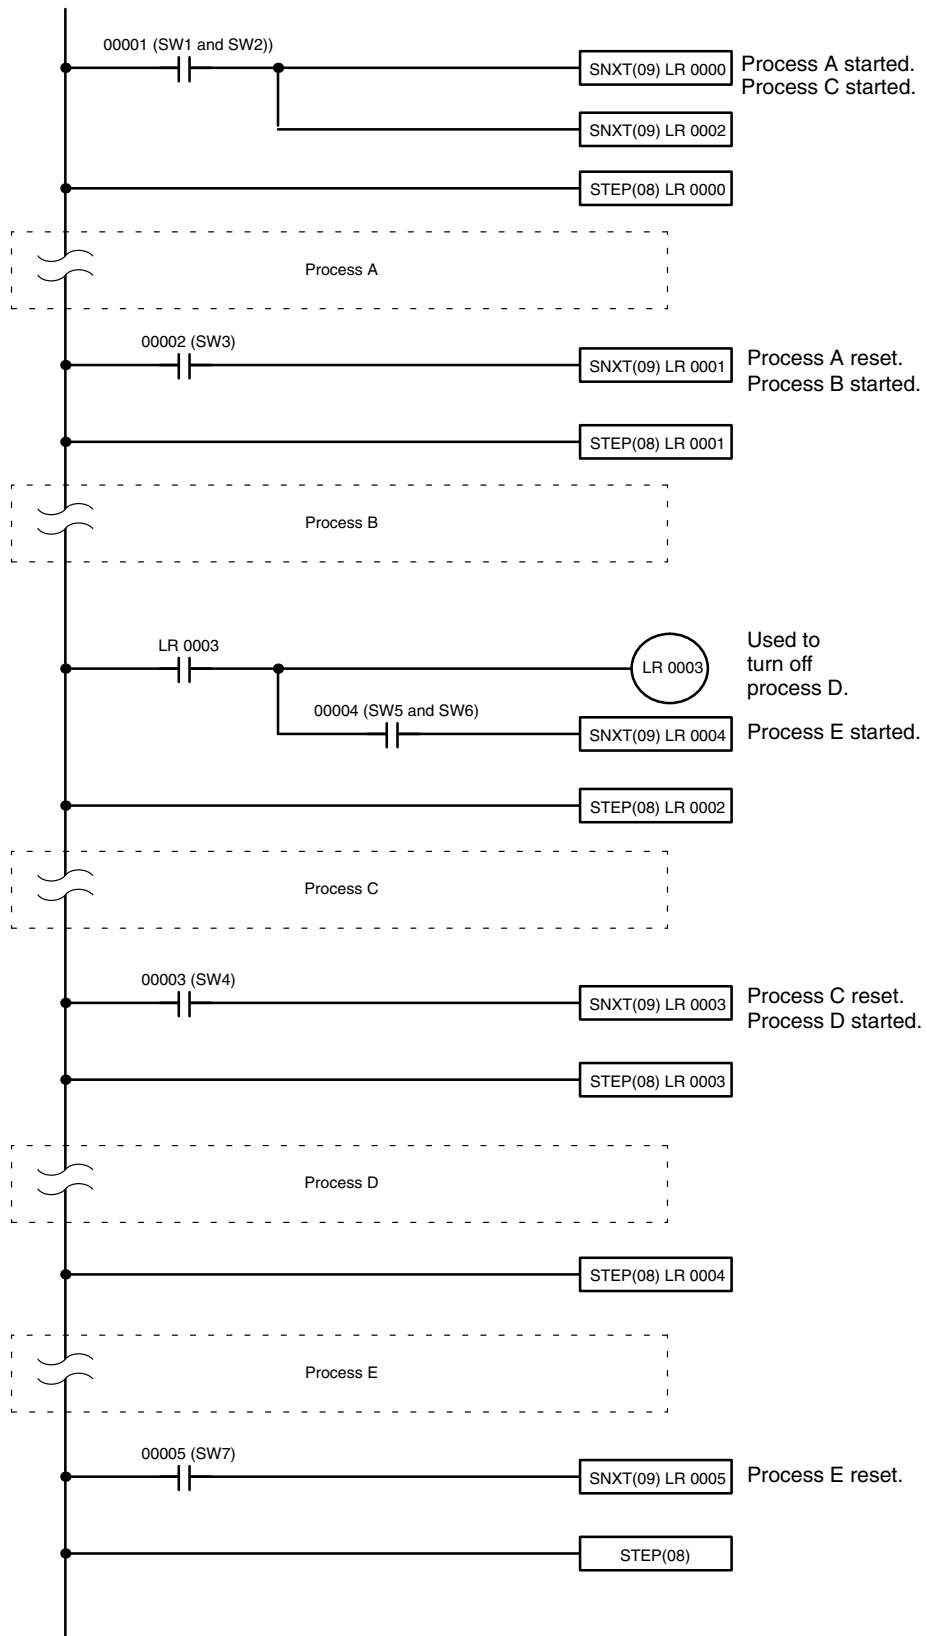 00001 (SW1 and SW2))
SNXT(09) LR 0000
Process A started.
Process C started.
SNXT(09) LR 0002
STEP(08) LR 0000
Process A
00002 (SW3)
SNXT(09) LR 0001
Process A reset.
Process B started.
STEP(08) LR 0001
Process B
LR 0003
LR 0003
Used to
turn off
process D.
00004 (SW5 and SW6)
SNXT(09) LR 0004
Process E started.
STEP(08) LR 0002
Process C
00003 (SW4)
SNXT(09) LR 0003
Process C reset.
Process D started.
STEP(08) LR 0003
Process D
STEP(08) LR 0004
Process E
00005 (SW7)
SNXT(09) LR 0005
Process E reset.
STEP(08)